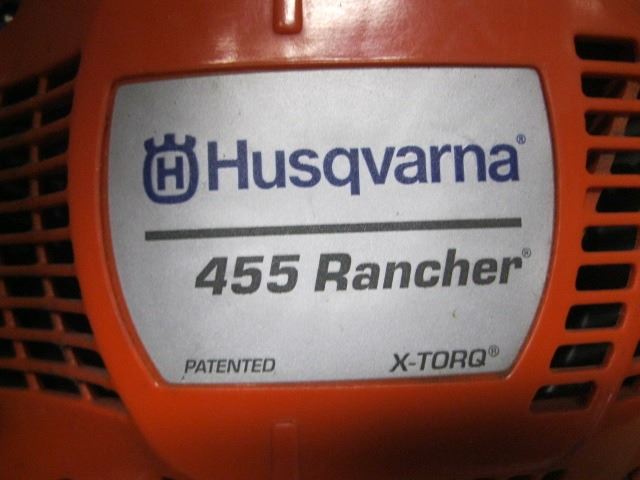 H Husqvarna®
455 Rancher®
PATENTED X-TORQ®